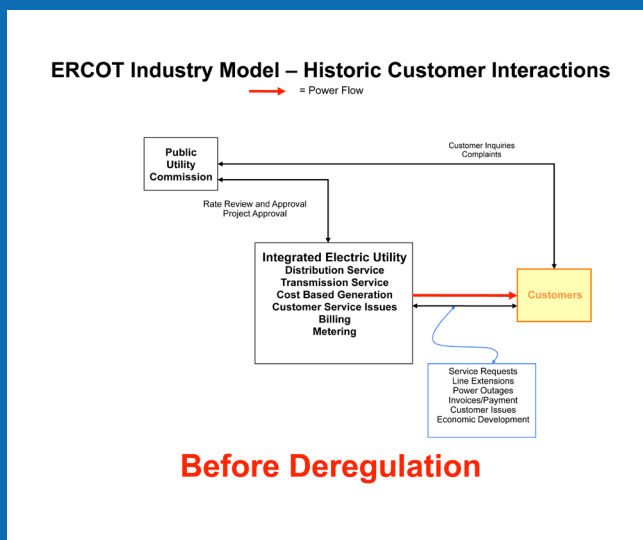 ERCOT Industry Model – Historic Customer Interactions
= Power Flow
Public
Utility
Commission
Customer Inquiries
Complaints
Rate Review and Approval
Project Approval
Integrated Electric Utility
Distribution Service
Transmission Service
Cost Based Generation
Customer Service Issues
Billing
Metering
Customers
Service Requests
Line Extensions
Power Outages
Invoices/Payment
Customer Issues
Economic Development
Before Deregulation